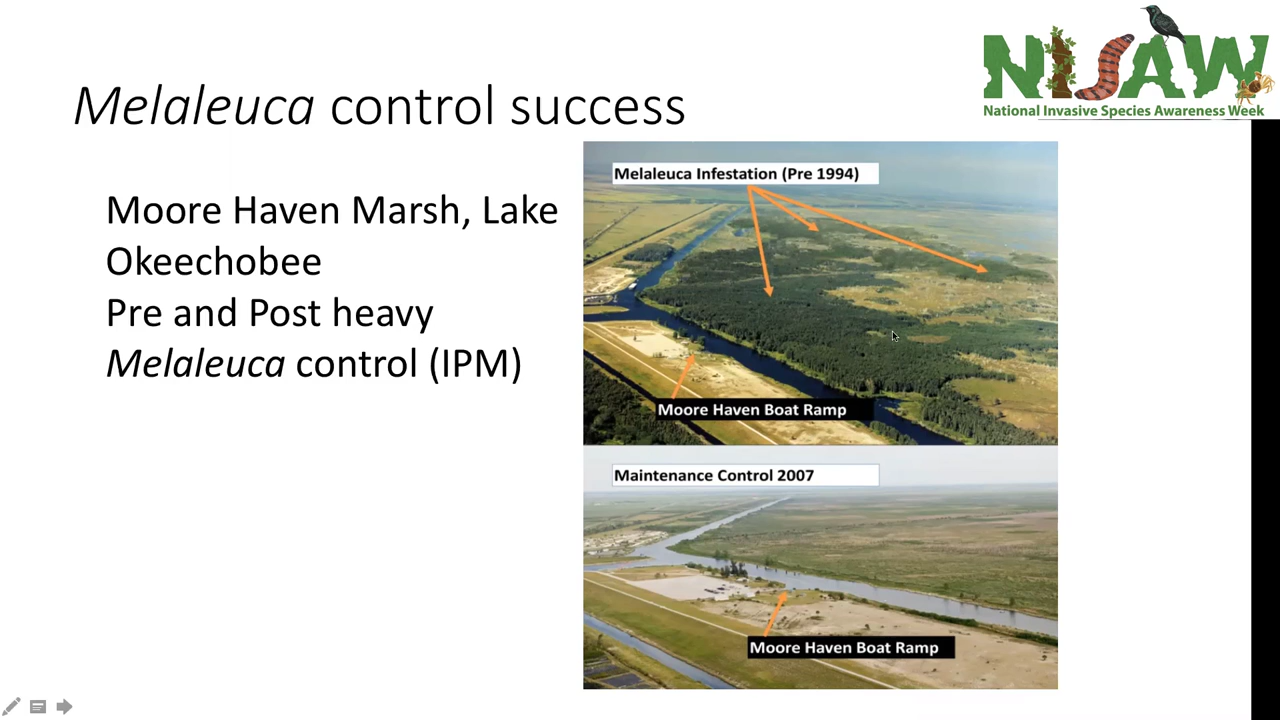 NISAW
National Invasive Species Awareness Week
Melaleuca control success
Moore Haven Marsh, Lake
Okeechobee
Pre and Post heavy
Melaleuca control (IPM)
Melaleuca Infestation (Pre 1994)
Moore Haven Boat Ramp
Maintenance Control 2007
Moore Haven Boat Ramp